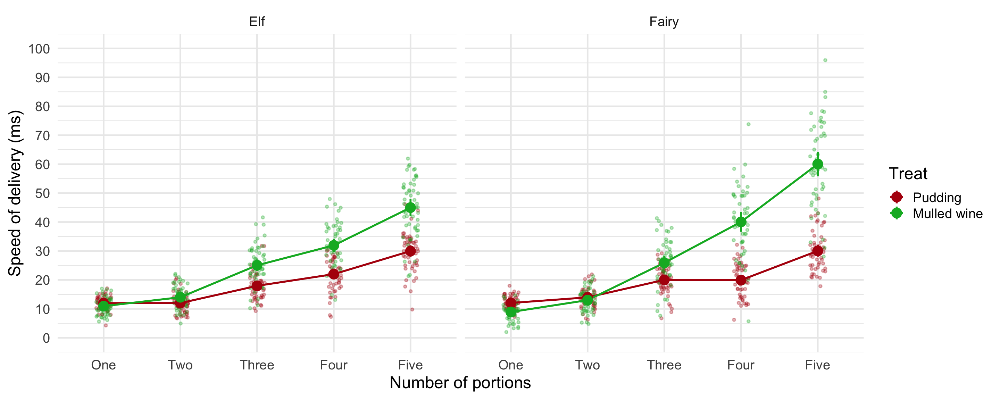 Elf
Fairy
Speed of delivery (ms)
100
90
80
70
60
50
40
30
20
10
0
One Two Three Four Five
One Two Three Four Five
Number of portions
Treat
Pudding
Mulled wine